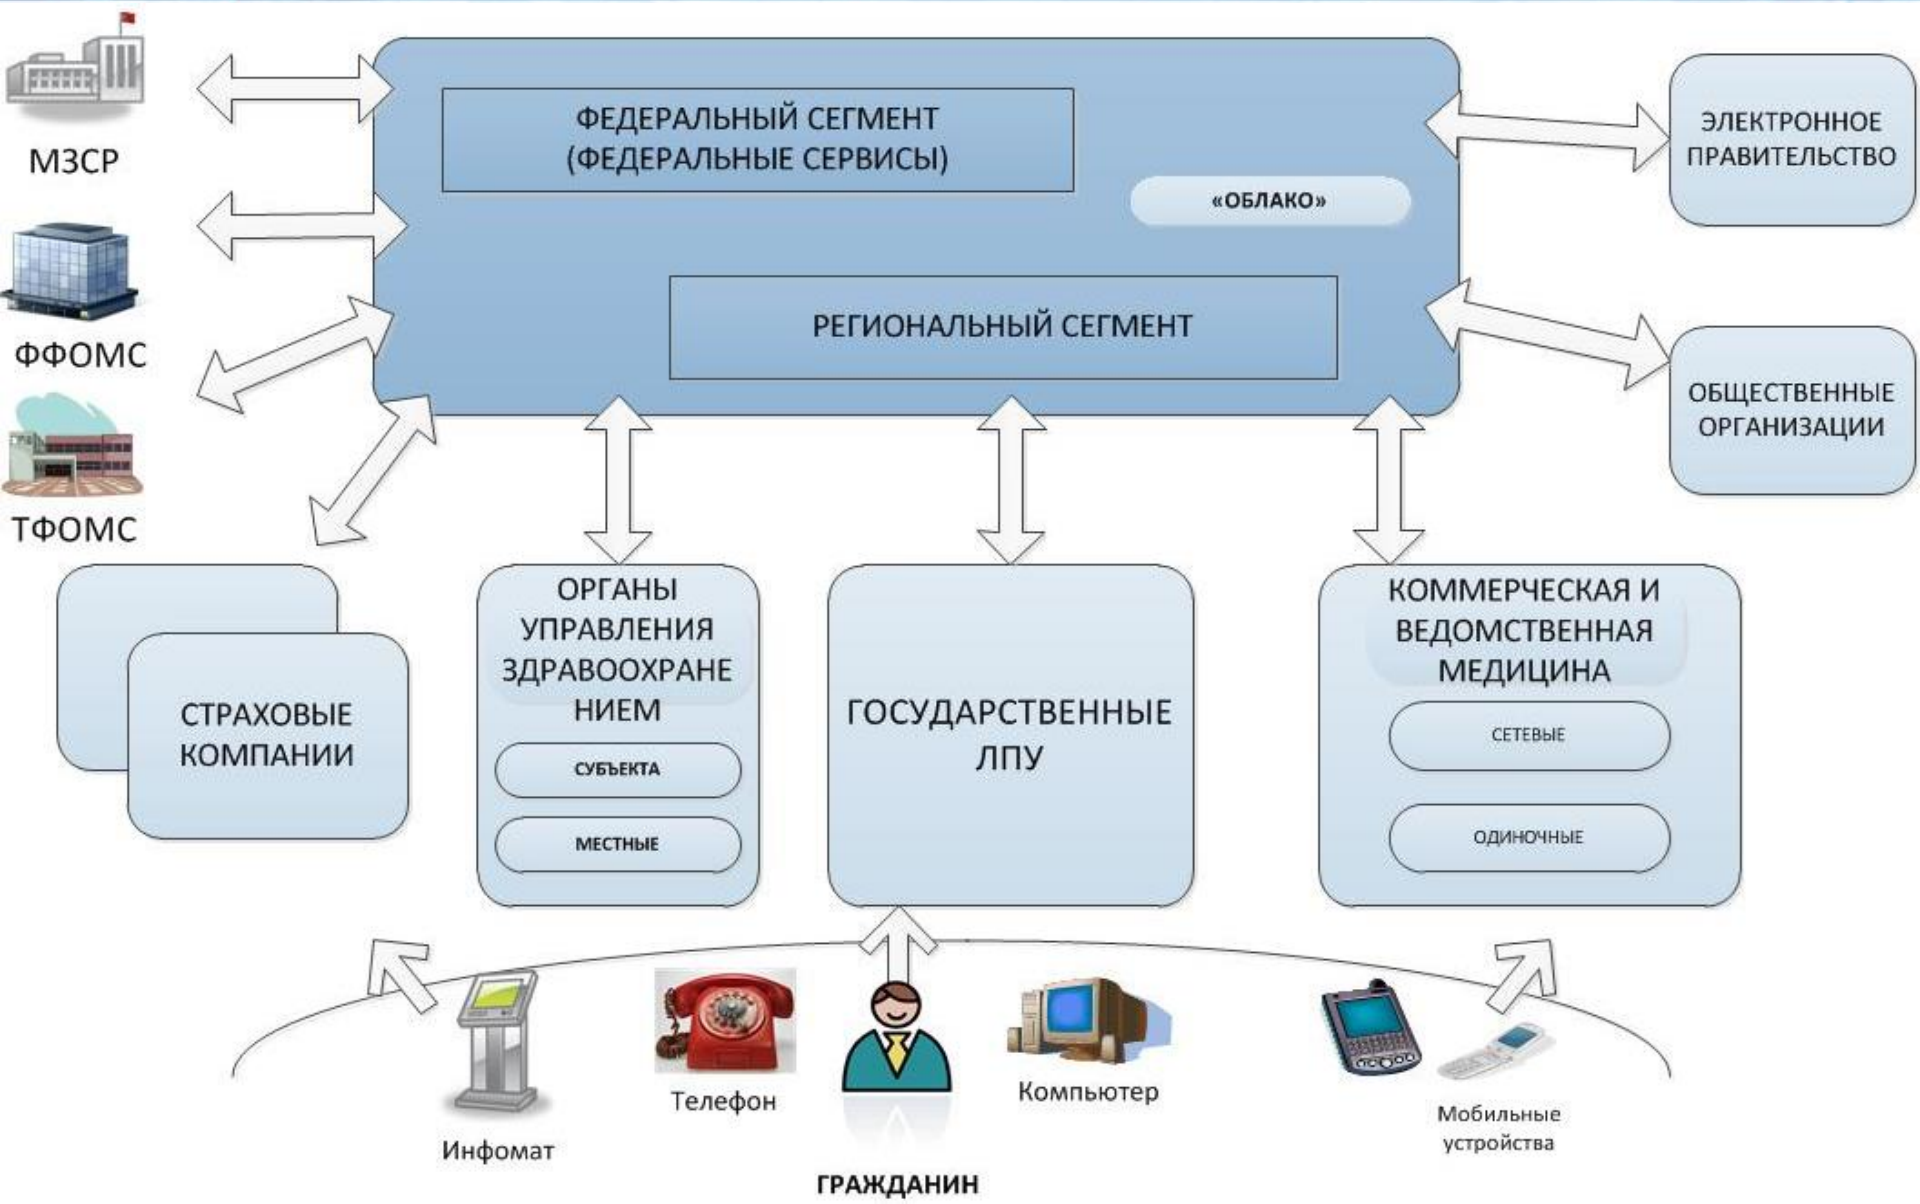 МЗСР
ФФОМС
ТФОМС
ФЕДЕРАЛЬНЫЙ СЕГМЕНТ
(ФЕДЕРАЛЬНЫЕ СЕРВИСЫ)
«ОБЛАКО»
РЕГИОНАЛЬНЫЙ СЕГМЕНТ
ЭЛЕКТРОННОЕ
ПРАВИТЕЛЬСТВО
ОБЩЕСТВЕННЫЕ
ОРГАНИЗАЦИИ
СТРАХОВЫЕ
КОМПАНИИ
ОРГАНЫ
УПРАВЛЕНИЯ
ЗДРАВООХРАНЕ
НИЕМ
СУБЪЕКТА
МЕСТНЫЕ
ГОСУДАРСТВЕННЫЕ
ЛПУ
КОММЕРЧЕСКАЯ И
ВЕДОМСТВЕННАЯ
МЕДИЦИНА
СЕТЕВЫЕ
ОДИНОЧНЫЕ
Инфомат
Телефон
ГРАЖДАНИН
Компьютер
Мобильные
устройства